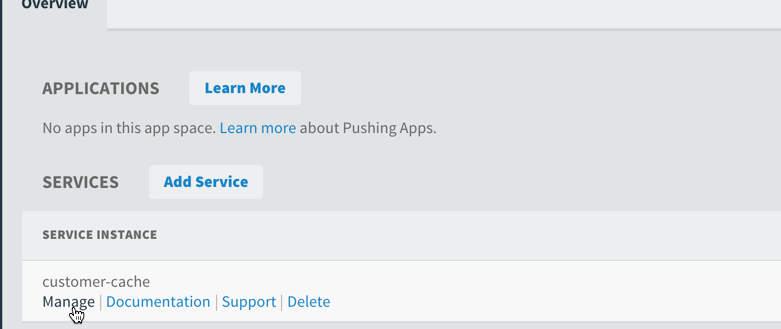 Overview
APPLICATIONS Learn More
No apps in this app space. Learn more about Pushing Apps.
SERVICES Add Service
SERVICE INSTANCE
customer-cache
Manage | Documentation | Support | Delete